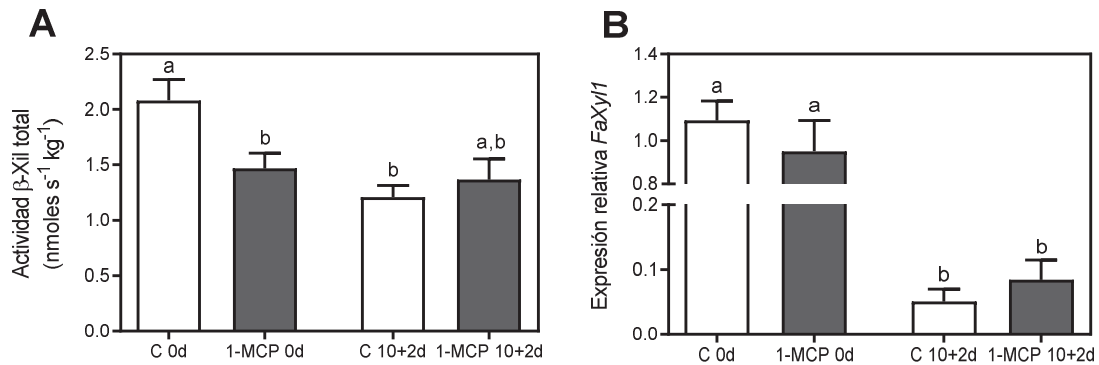 A
Actividad β-Xil total
(nmoles s⁻¹ kg⁻¹)
2.5
2.0
1.5
1.0
0.5
0.0
a
b
b
a,b
C 0d
1-MCP 0d
C 10+2d
1-MCP 10+2d
B
Expresión relativa FaXyl1
1.4
1.2
1.0
0.8
0.2
0.1
0.0
a
a
b
b
C 0d
1-MCP 0d
C 10+2d
1-MCP 10+2d